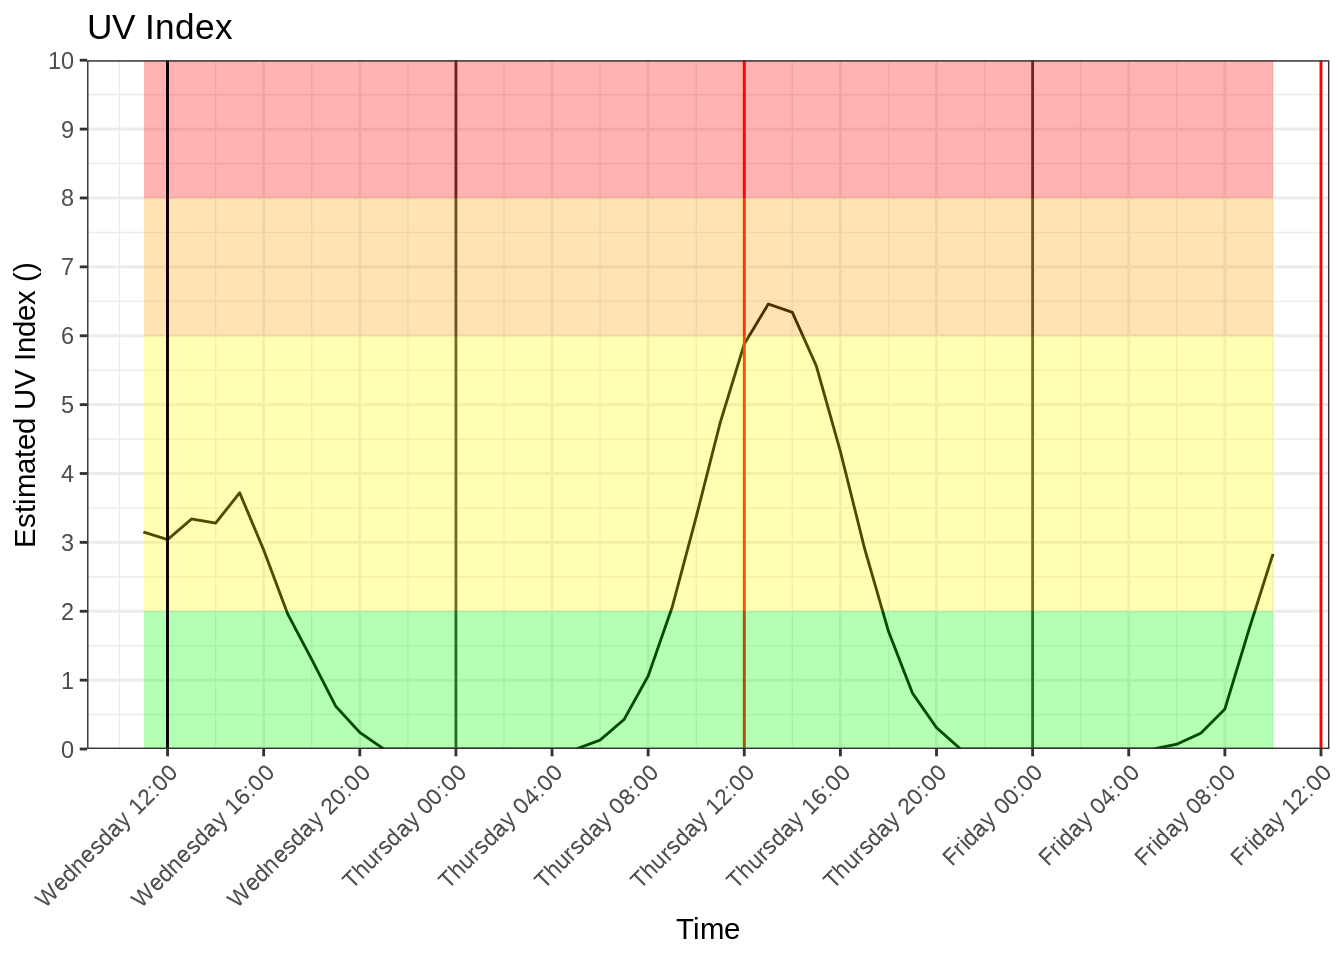 UV Index
Estimated UV Index ()
10
9
8
7
6
5
4
3
2
1
0
Wednesday 12:00
Wednesday 16:00
Wednesday 20:00
Thursday 00:00
Thursday 04:00
Thursday 08:00
Thursday 12:00
Thursday 16:00
Thursday 20:00
Friday 00:00
Friday 04:00
Friday 08:00
Friday 12:00
Time